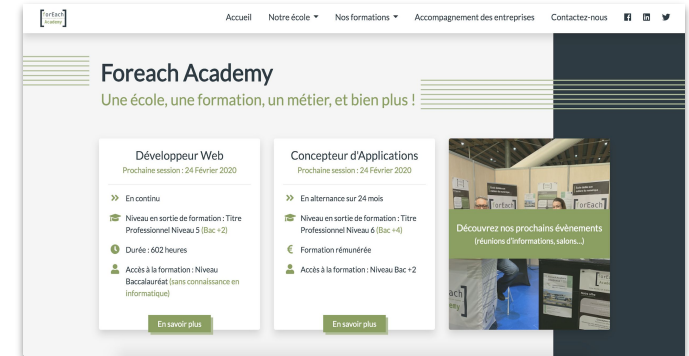 ForEach
Academy
Accueil Notre école Nos formations Accompagnement des entreprises Contactez-nous
Foreach Academy
Une école, une formation, un métier, et bien plus !
Développeur Web
Prochaine session : 24 Février 2020
En continu
Niveau en sortie de formation : Titre
Professionnel Niveau 5 (Bac +2)
Durée : 602 heures
Accès à la formation : Niveau
Baccalauréat (sans connaissance en
informatique)
En savoir plus
Concepteur d'Applications
Prochaine session : 24 Février 2020
En alternance sur 24 mois
Niveau en sortie de formation : Titre
Professionnel Niveau 6 (Bac +4)
Formation rémunérée
Accès à la formation : Niveau Bac +2
En savoir plus
ForEach
ForEach
Découvrez nos prochains évènements
(réunions d'informations, salons...)